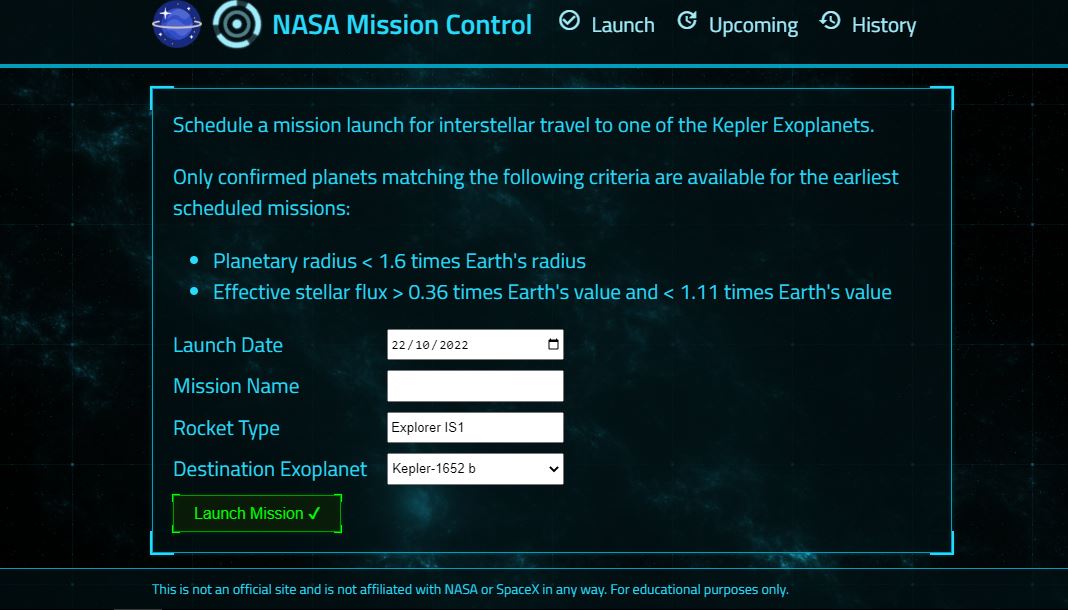 NASA Mission Control Launch Upcoming History
Schedule a mission launch for interstellar travel to one of the Kepler Exoplanets.
Only confirmed planets matching the following criteria are available for the earliest
scheduled missions:
Planetary radius < 1.6 times Earth's radius
Effective stellar flux > 0.36 times Earth's value and < 1.11 times Earth's value
Launch Date 22/10/2022
Mission Name
Rocket Type Explorer IS1
Destination Exoplanet Kepler-1652 b
Launch Mission ✓
This is not an official site and is not affiliated with NASA or SpaceX in any way. For educational purposes only.